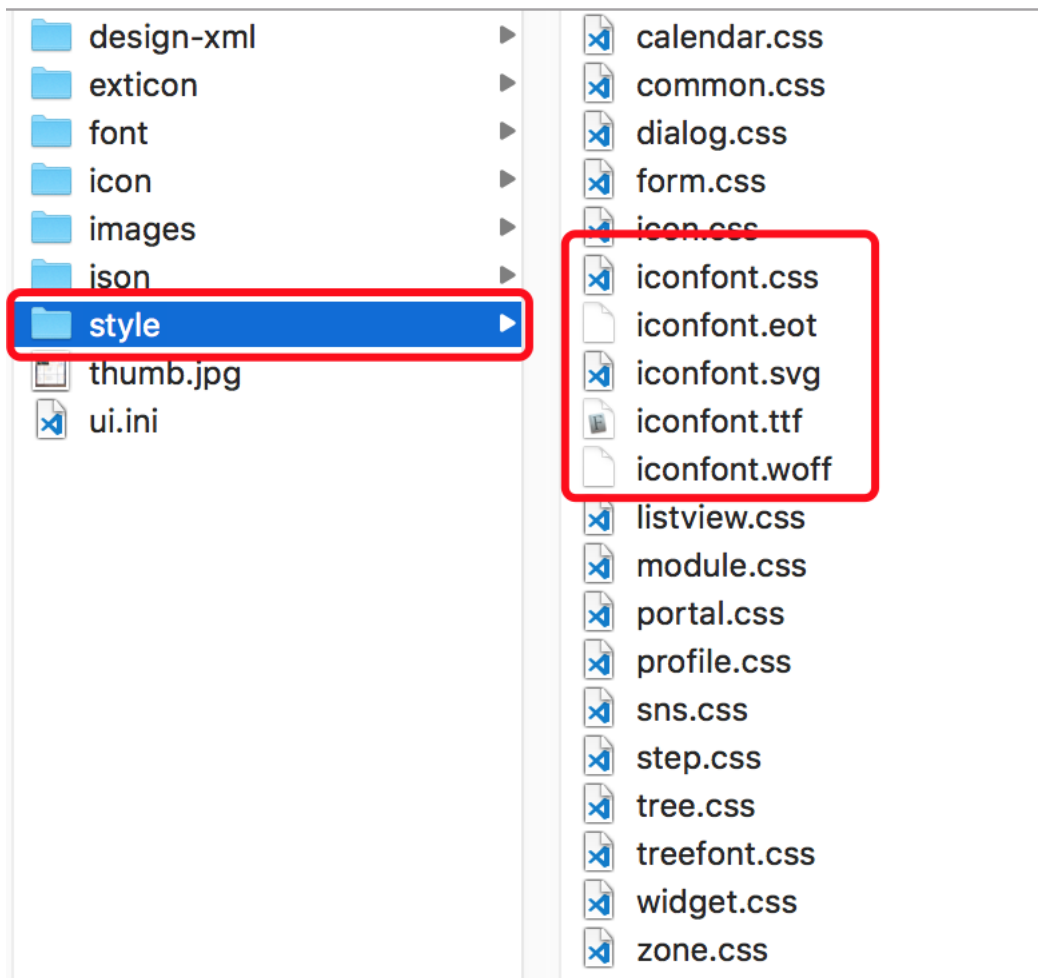 design-xml
exticon
font
icon
images
json
style
thumb.jpg
ui.ini
calendar.css
common.css
dialog.css
form.css
icon.css
iconfont.css
iconfont.eot
iconfont.svg
iconfont.ttf
iconfont.woff
listview.css
module.css
portal.css
profile.css
sns.css
step.css
tree.css
treefont.css
widget.css
zone.css